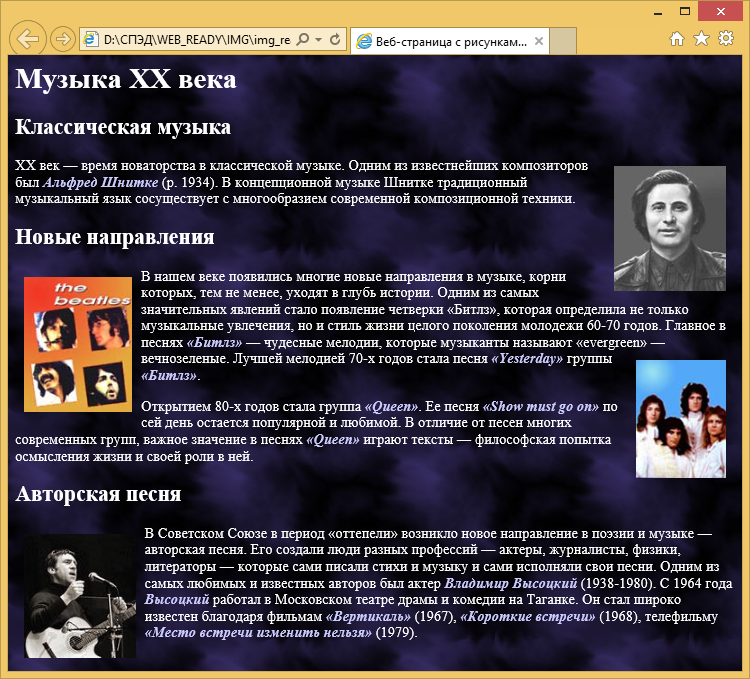 D:\СПЭД\WEB_READY\IMG\img_re
Веб-страница с рисункам...
Музыка XX века
Классическая музыка
XX век — время новаторства в классической музыке. Одним из известнейших композиторов
был Альфред Шнитке (р. 1934). В концепционной музыке Шнитке традиционный
музыкальный язык сосуществует с многообразием современной композиционной техники.
Новые направления
the
beatles
В нашем веке появились многие новые направления в музыке, корни
которых, тем не менее, уходят в глубь истории. Одним из самых
значительных явлений стало появление четверки «Битлз», которая определила не только
музыкальные увлечения, но и стиль жизни целого поколения молодежи 60-70 годов. Главное в
песнях «Битлз» — чудесные мелодии, которые музыканты называют «evergreen» —
вечнозеленые. Лучшей мелодией 70-х годов стала песня «Yesterday» группы
«Битлз».
Открытием 80-х годов стала группа «Queen». Ее песня «Show must go on» по
сей день остается популярной и любимой. В отличие от песен многих
современных групп, важное значение в песнях «Queen» играют тексты — философская попытка
осмысления жизни и своей роли в ней.
Авторская песня
В Советском Союзе в период «оттепели» возникло новое направление в поэзии и музыке —
авторская песня. Его создали люди разных профессий — актеры, журналисты, физики,
литераторы — которые сами писали стихи и музыку и сами исполняли свои песни. Одним из
самых любимых и известных авторов был актер Владимир Высоцкий (1938-1980). С 1964 года
Высоцкий работал в Московском театре драмы и комедии на Таганке. Он стал широко
известен благодаря фильмам «Вертикаль» (1967), «Короткие встречи» (1968), телефильму
«Место встречи изменить нельзя» (1979).